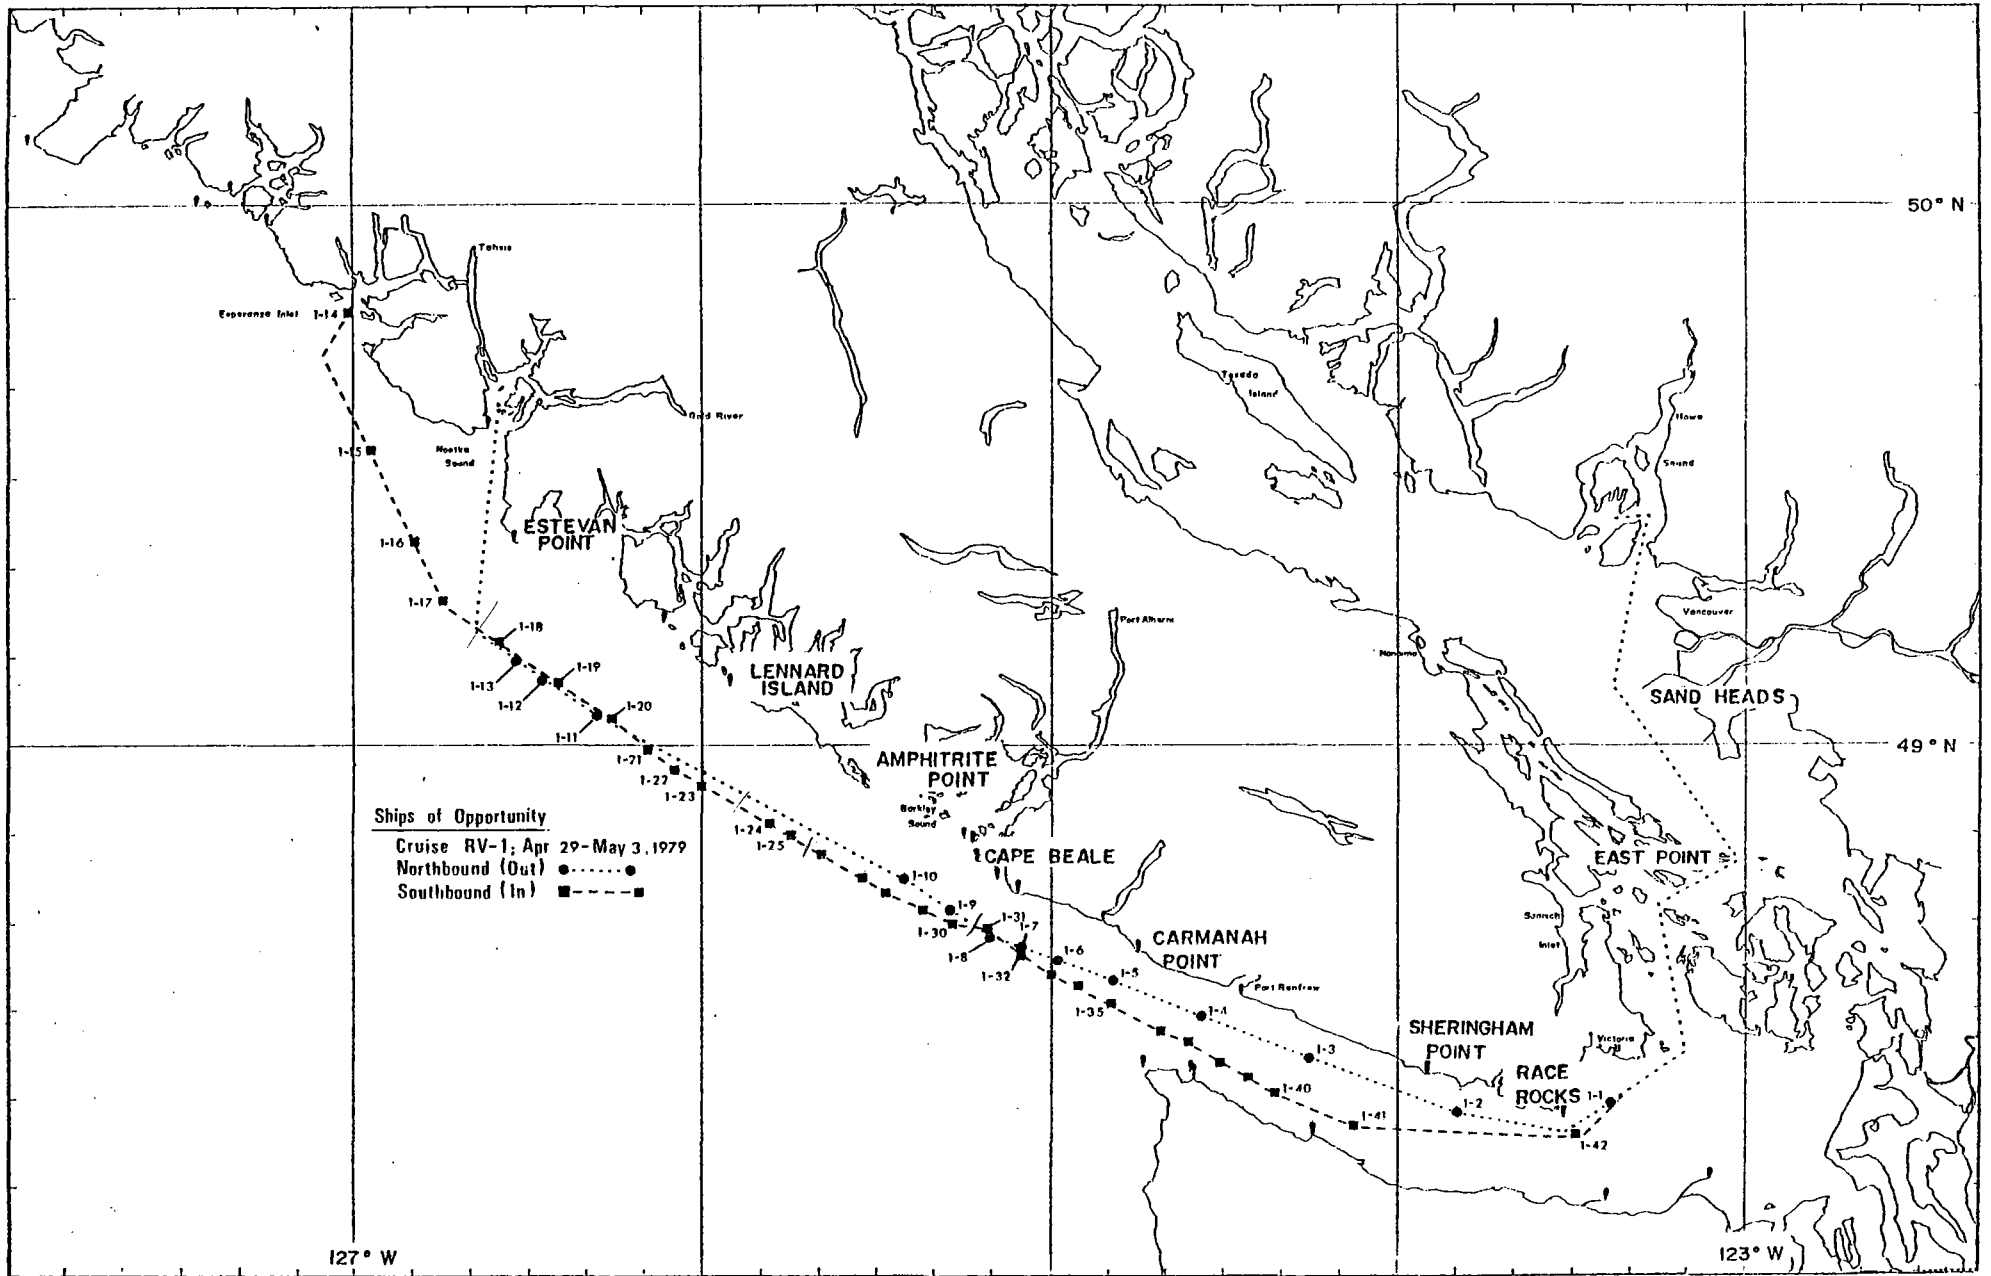 50° N
Tahsis
Esperanza Inlet
1-14
Texada
Island
Gold River
Howe
Sound
1-15
Nootka
Sound
ESTEVAN
POINT
1-16
1-17
1-18
Vancouver
Port Alberni
Nanaimo
1-13
1-19
LENNARD
ISLAND
SAND HEADS
1-12
1-20
1-11
49° N
1-21
AMPHITRITE
POINT
1-22
1-23
Barkley
Sound
Ships of Opportunity
Cruise RV-1; Apr 29-May 3, 1979
Northbound (Out)
Southbound (In)
1-24
1-25
CAPE BEALE
EAST POINT
1-10
1-9
1-31
1-7
1-30
1-8
1-32
1-6
1-5
CARMANAH
POINT
Saanich
Inlet
Port Renfrew
1-35
1-4
SHERINGHAM
POINT
Victoria
1-3
RACE
ROCKS
1-1
1-40
1-2
1-41
1-42
127° W
123° W